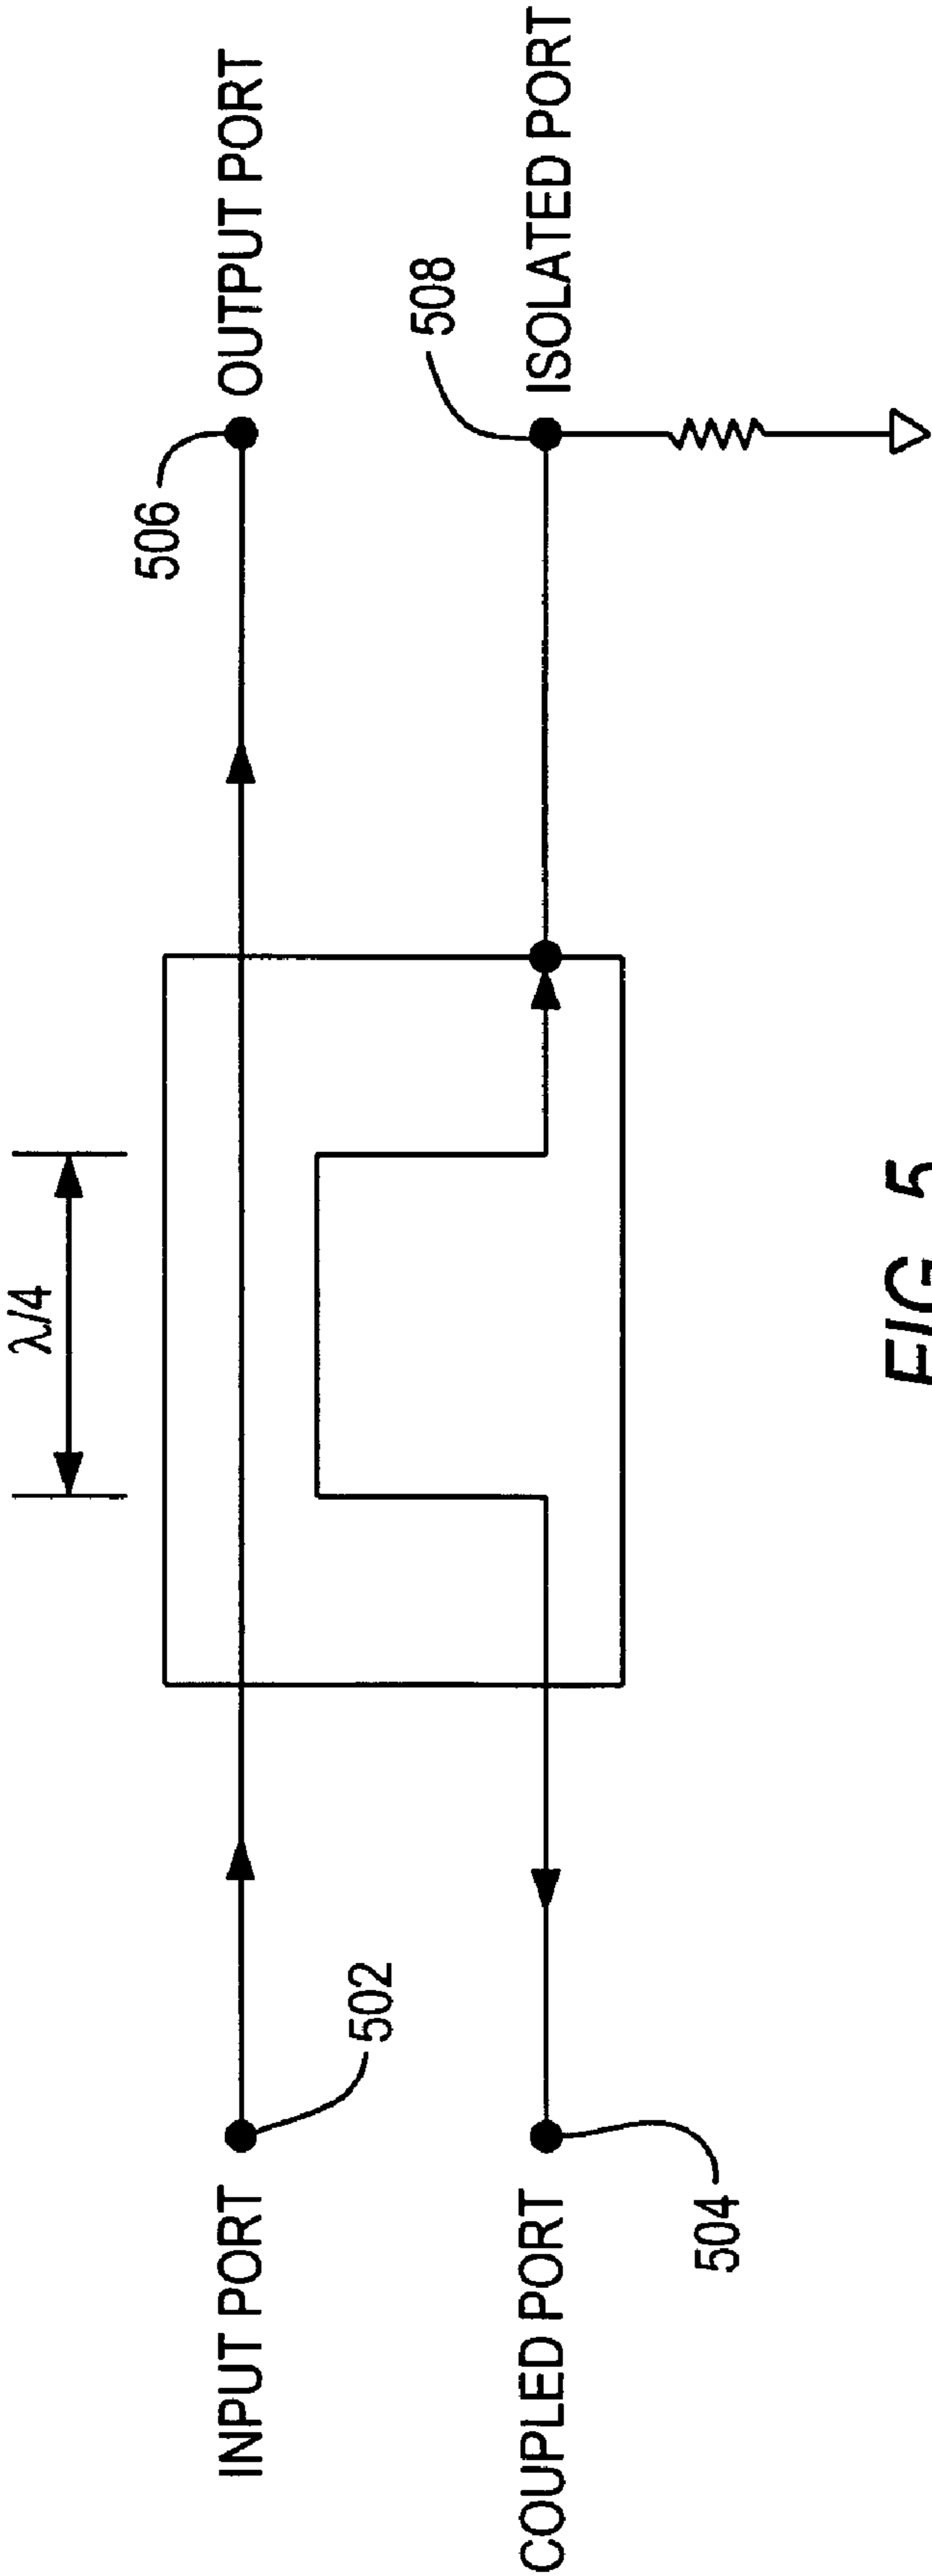 λ/4
INPUT PORT
502
506
OUTPUT PORT
COUPLED PORT
504
508
ISOLATED PORT
FIG. 5